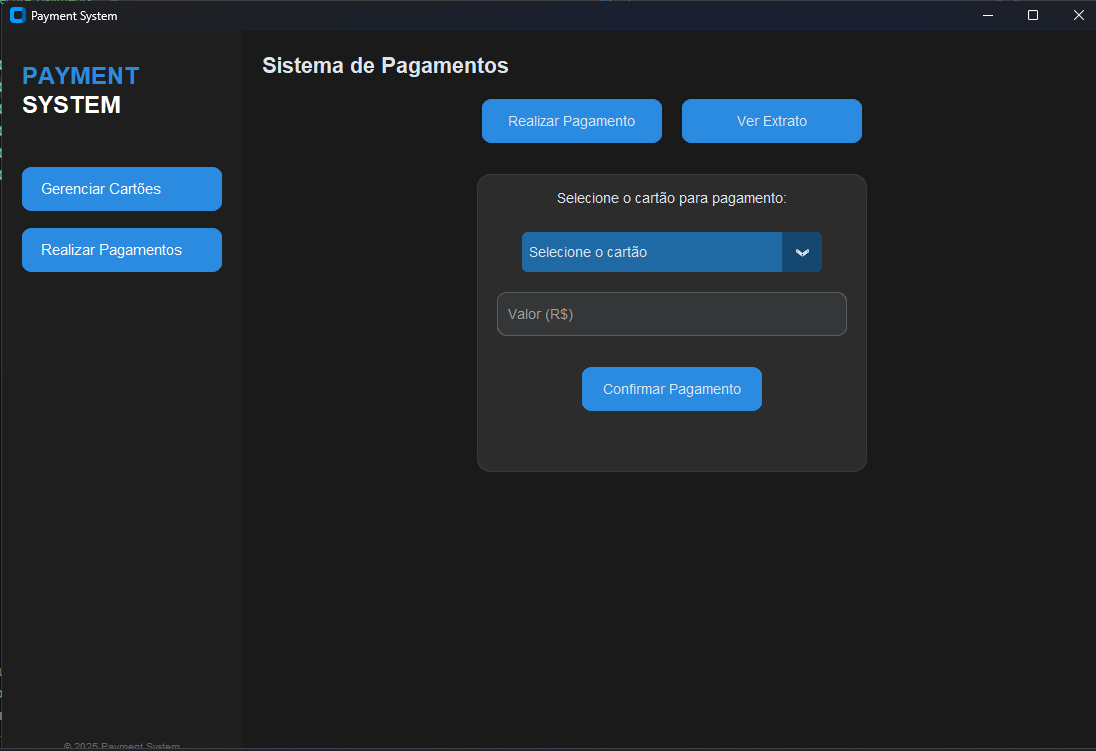 Payment System
PAYMENT
SYSTEM
Gerenciar Cartões
Realizar Pagamentos
Sistema de Pagamentos
Realizar Pagamento
Ver Extrato
Selecione o cartão para pagamento:
Selecione o cartão
Valor (R$)
Confirmar Pagamento
© 2025 Payment System